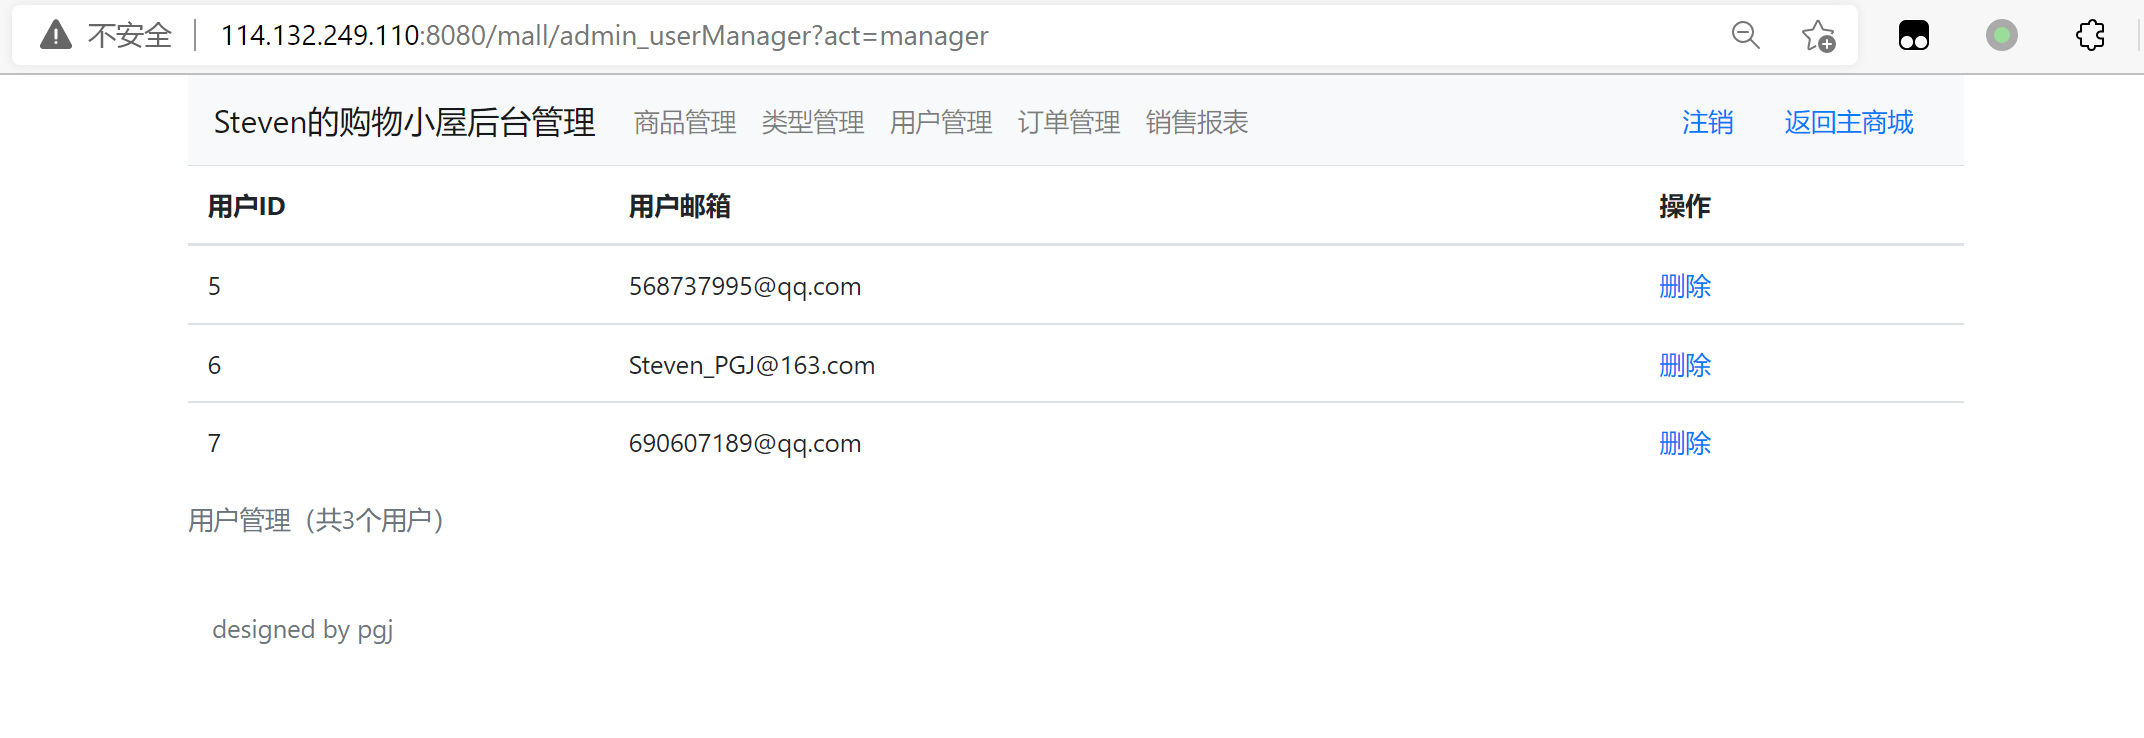 不安全 114.132.249.110:8080/mall/admin_userManager?act=manager
Steven的购物小屋后台管理 商品管理 类型管理 用户管理 订单管理 销售报表 注销 返回主商城
用户ID 用户邮箱 操作
5 568737995@qq.com 删除
6 Steven_PGJ@163.com 删除
7 690607189@qq.com 删除
用户管理（共3个用户）
designed by pgj